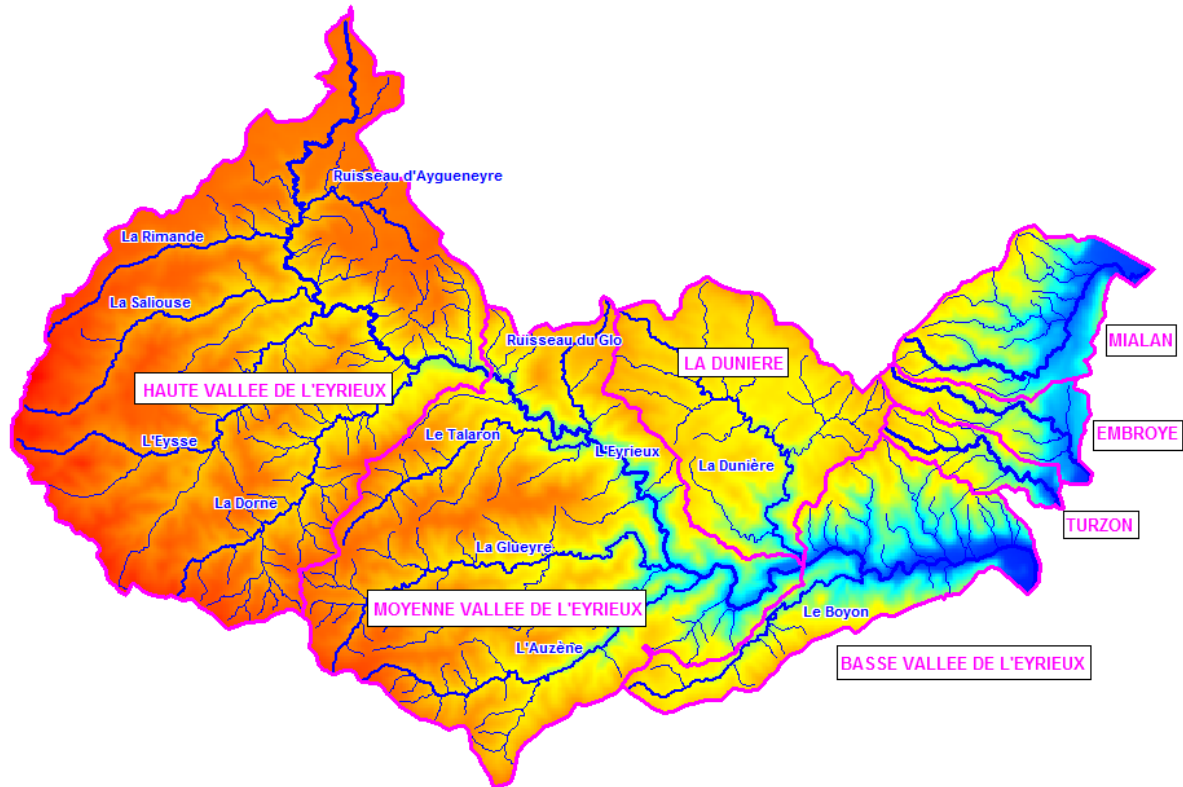 Ruisseau d'Aygueneyre
La Rimande
La Saliouse
Ruisseau du Glo
MIALAN
LA DUNIERE
HAUTE VALLEE DE L'EYRIEUX
Le Talaron
EMBROYE
L'Eysse
L'Eyrieux
La Dunière
La Dorne
TURZON
La Glueyre
MOYENNE VALLEE DE L'EYRIEUX
Le Boyon
L'Auzène
BASSE VALLEE DE L'EYRIEUX